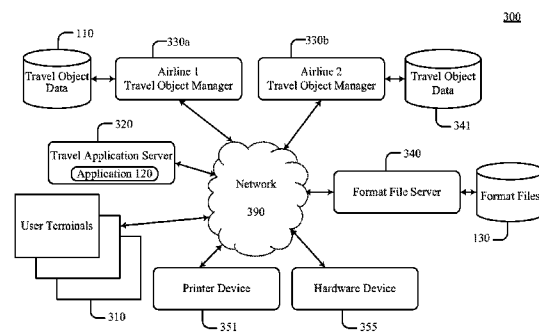 300
110
330a
330b
Travel Object
Data
Airline 1
Travel Object Manager
Airline 2
Travel Object Manager
Travel Object
Data
341
320
Travel Application Server
Application 120
Network
390
340
Format File Server
Format Files
130
User Terminals
310
Printer Device
351
Hardware Device
355